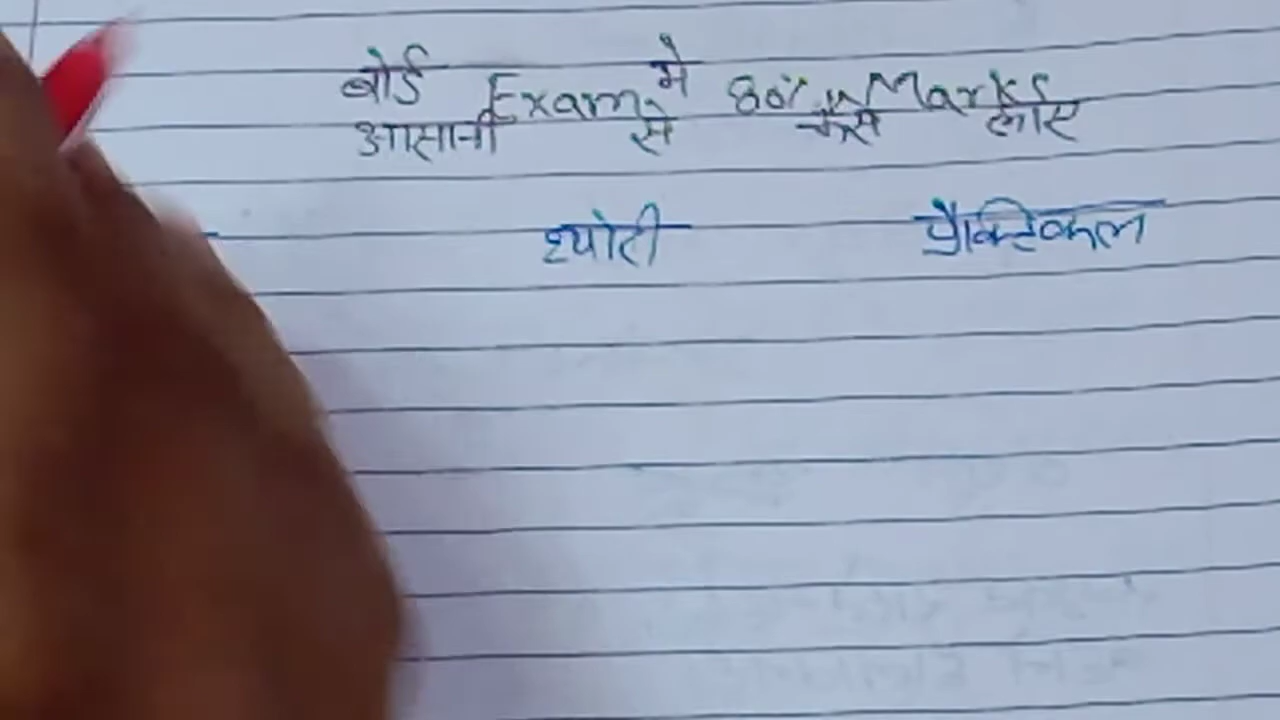 बोर्ड Exam में 80% Marks
आसानी से कैसे लाए
थ्योरी प्रैक्टिकल